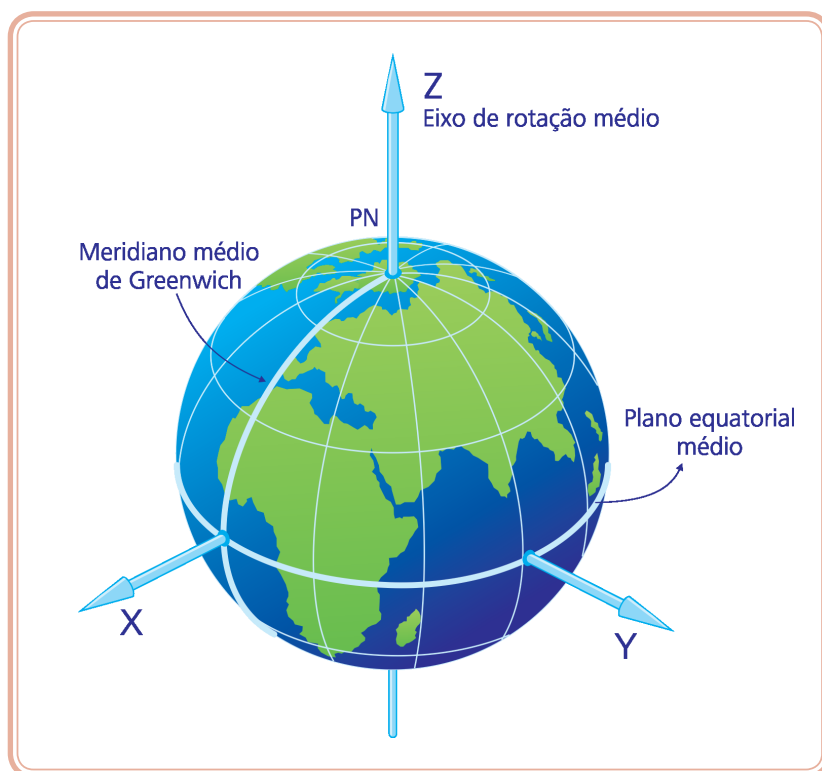 Z
Eixo de rotação médio
PN
Meridiano médio
de Greenwich
Plano equatorial
médio
X
Y